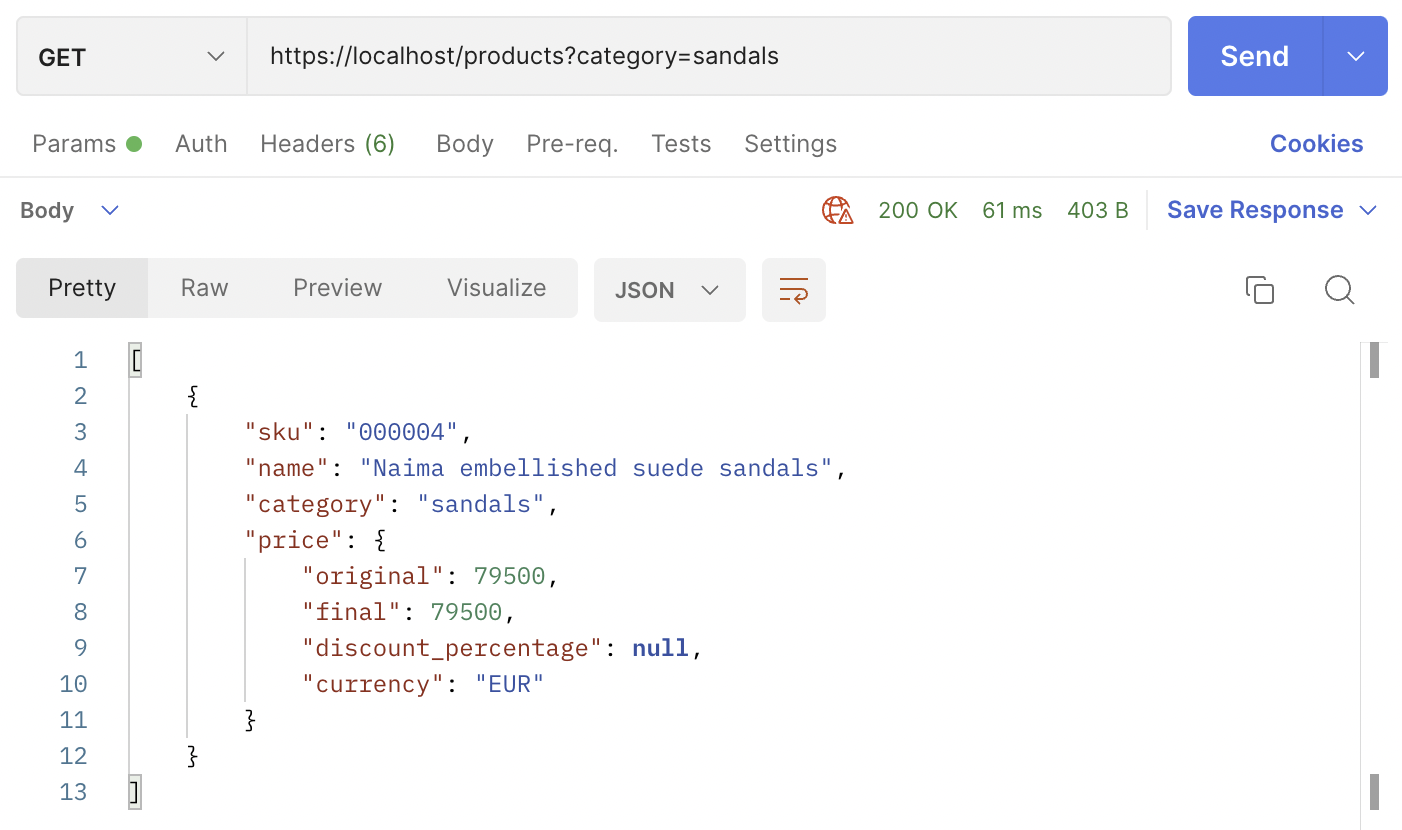 GET https://localhost/products?category=sandals Send
Params Auth Headers (6) Body Pre-req. Tests Settings Cookies
Body 200 OK 61 ms 403 B Save Response
Pretty Raw Preview Visualize JSON
1 [
2 {
3 "sku": "000004",
4 "name": "Naima embellished suede sandals",
5 "category": "sandals",
6 "price": {
7 "original": 79500,
8 "final": 79500,
9 "discount_percentage": null,
10 "currency": "EUR"
11 }
12 }
13 ]